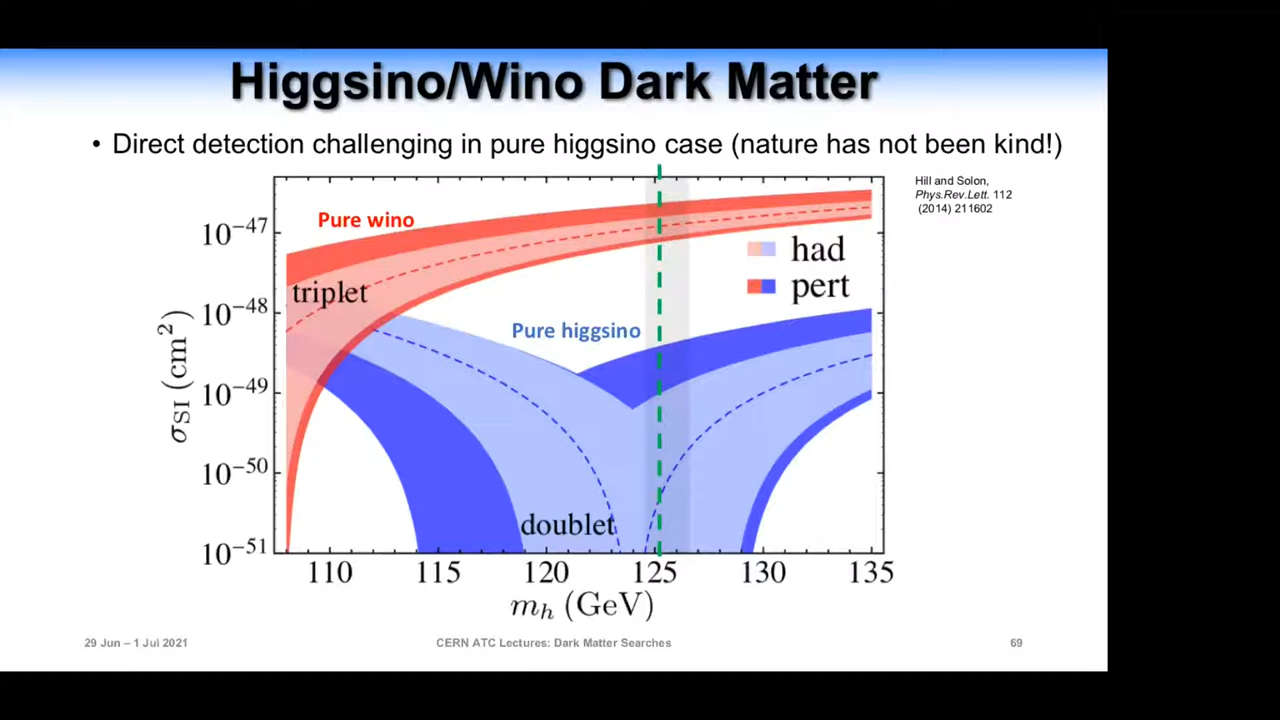 Higgsino/Wino Dark Matter
• Direct detection challenging in pure higgsino case (nature has not been kind!)
Hill and Solon,
Phys.Rev.Lett. 112
(2014) 211602
Pure wino
had
pert
triplet
Pure higgsino
doublet
σSI (cm²)
10⁻⁴⁷
10⁻⁴⁸
10⁻⁴⁹
10⁻⁵⁰
10⁻⁵¹
110 115 120 125 130 135
mₕ (GeV)
29 Jun – 1 Jul 2021
CERN ATC Lectures: Dark Matter Searches
69